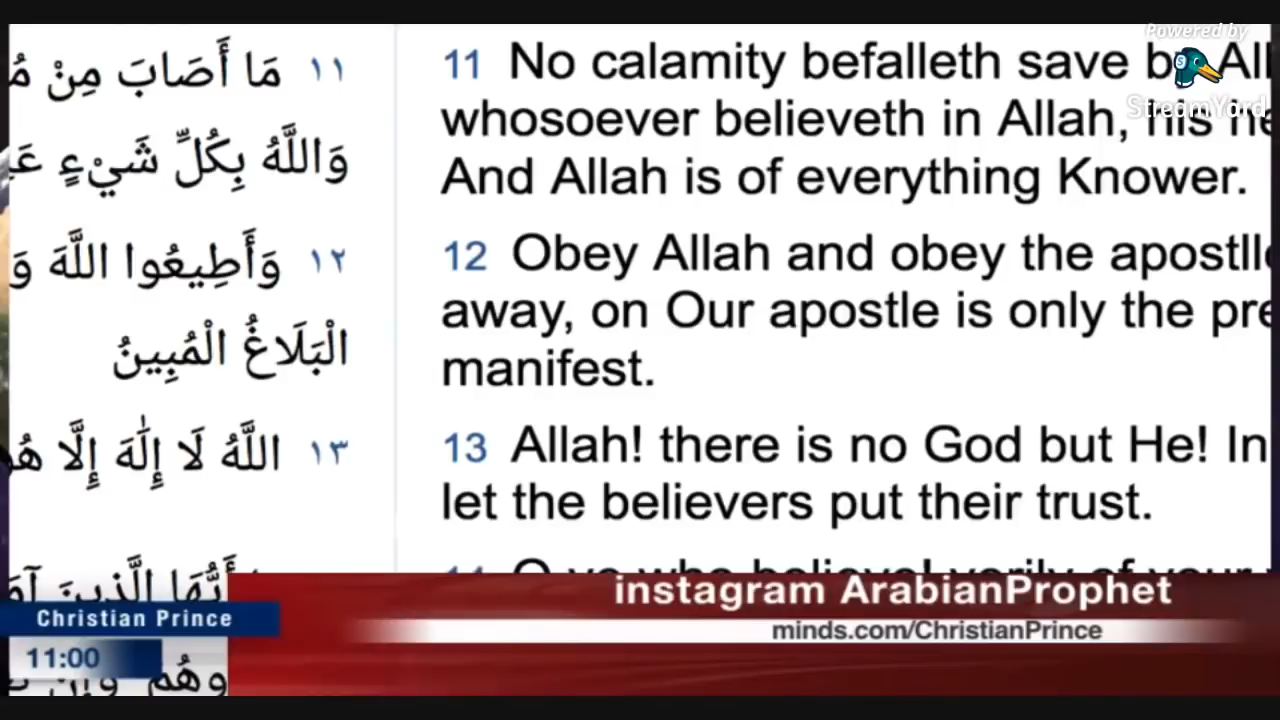 Powered by
StreamYard
١١ مَا أَصَابَ مِنْ
وَاللَّهُ بِكُلِّ شَيْءٍ
١٢ وَأَطِيعُوا اللَّهَ
الْبَلَاغُ الْمُبِينُ
١٣ اللَّهُ لَا إِلَٰهَ إِلَّا
11 No calamity befalleth save
whosoever believeth in Allah, his
And Allah is of everything Knower.
12 Obey Allah and obey the
away, on Our apostle is only the
manifest.
13 Allah! there is no God but He! In
let the believers put their trust.
instagram ArabianProphet
minds.com/ChristianPrince
Christian Prince
11:00